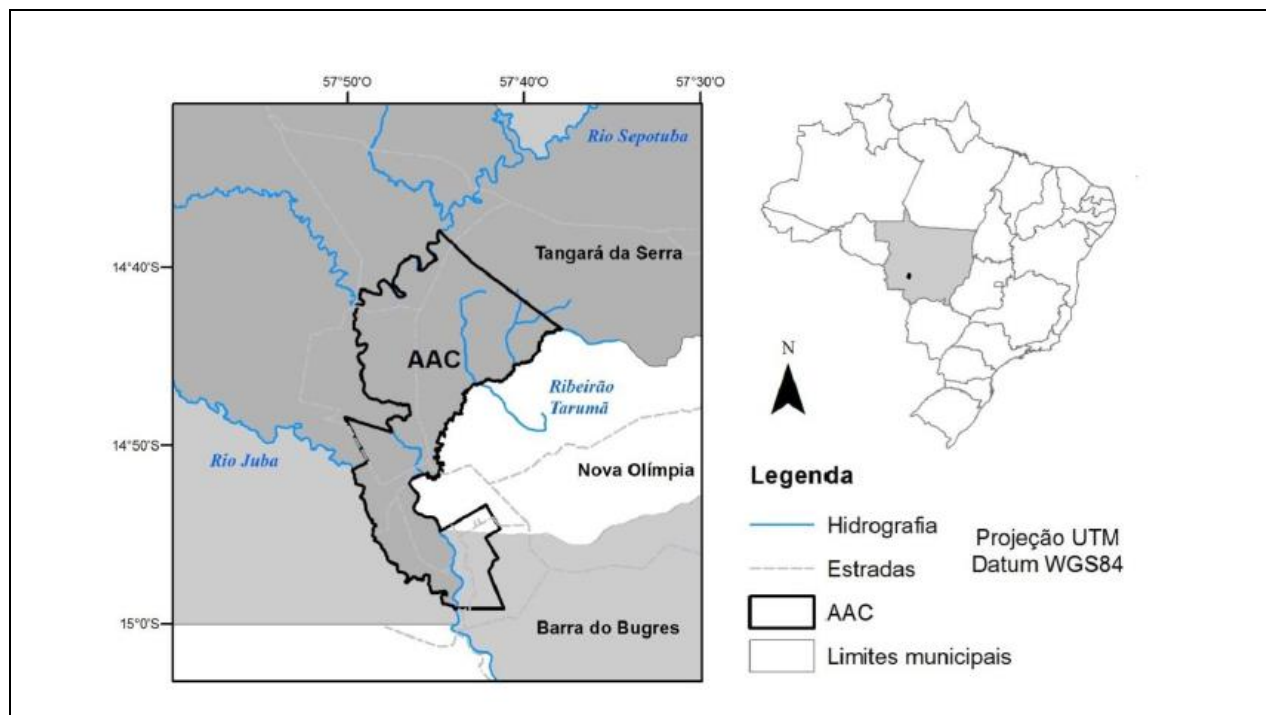 57°50'O
57°40'O
57°30'O
Rio Sepotuba
Tangará da Serra
14°40'S
AAC
Ribeirão
Tarumã
14°50'S
Rio Juba
Nova Olímpia
15°0'S
Barra do Bugres
N
Legenda
Hidrografia
Estradas
AAC
Limites municipais
Projeção UTM
Datum WGS84